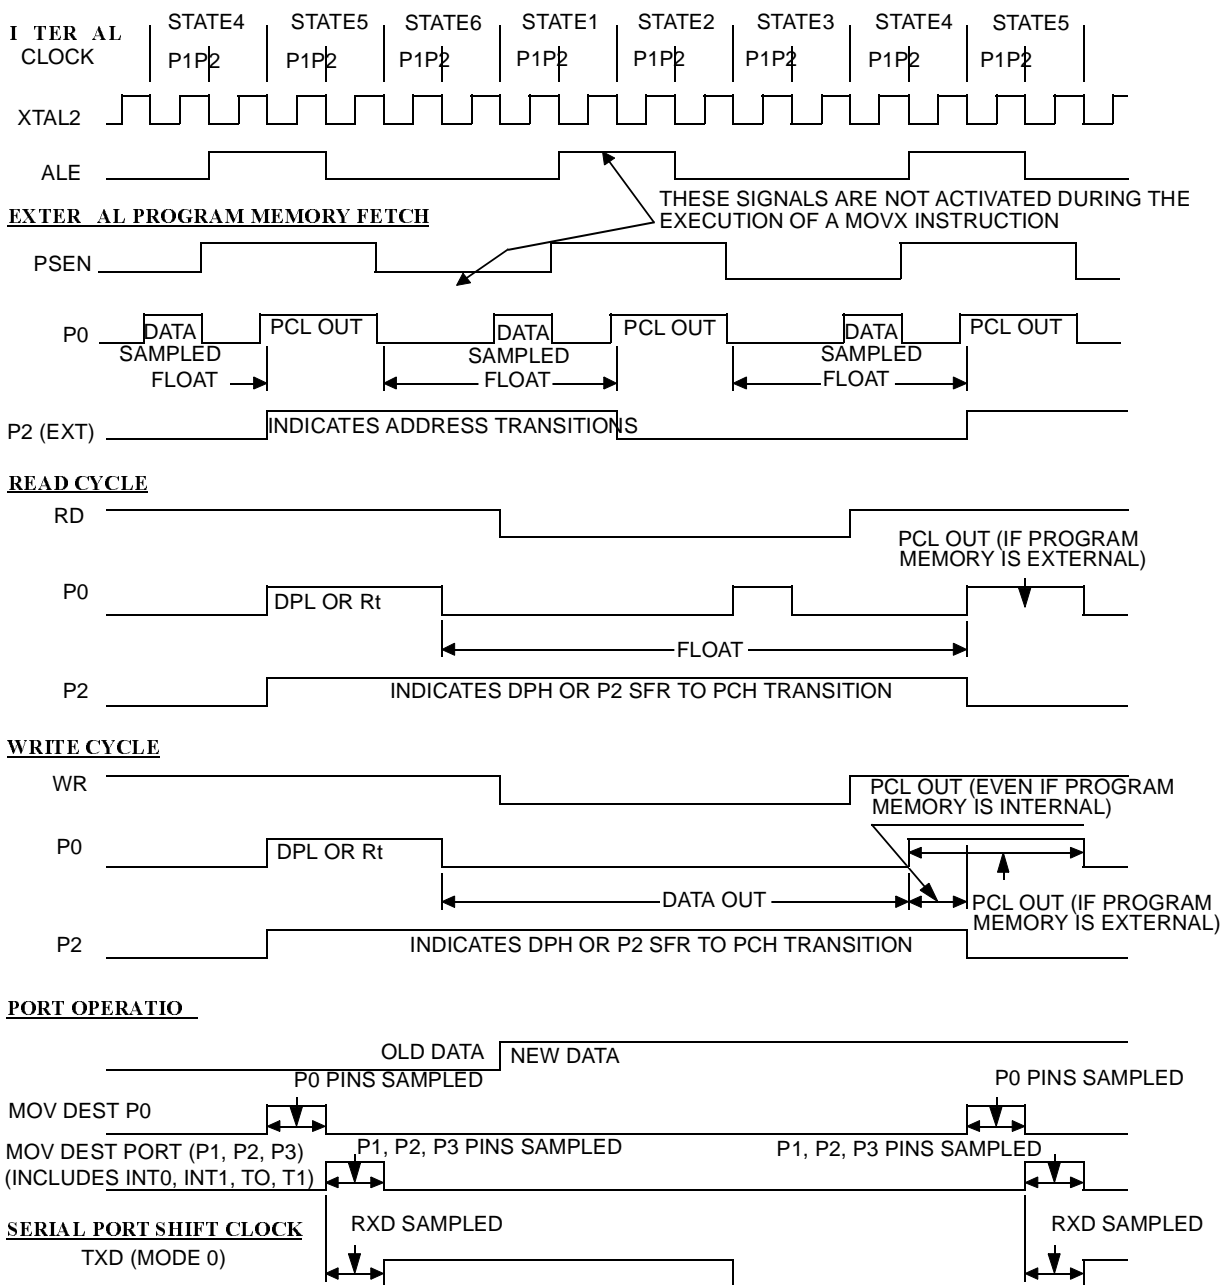 STATE4 STATE5 STATE6 STATE1 STATE2 STATE3 STATE4 STATE5
I TER AL
CLOCK
P1P2 P1P2 P1P2 P1P2 P1P2 P1P2 P1P2 P1P2
XTAL2
ALE
THESE SIGNALS ARE NOT ACTIVATED DURING THE
EXECUTION OF A MOVX INSTRUCTION
EXTER AL PROGRAM MEMORY FETCH
PSEN
P0 DATA PCL OUT DATA PCL OUT DATA PCL OUT
SAMPLED SAMPLED SAMPLED
FLOAT FLOAT FLOAT
P2 (EXT) INDICATES ADDRESS TRANSITIONS
READ CYCLE
RD
PCL OUT (IF PROGRAM
MEMORY IS EXTERNAL)
P0 DPL OR Rt
FLOAT
P2 INDICATES DPH OR P2 SFR TO PCH TRANSITION
WRITE CYCLE
WR
PCL OUT (EVEN IF PROGRAM
MEMORY IS INTERNAL)
P0 DPL OR Rt
DATA OUT
PCL OUT (IF PROGRAM
MEMORY IS EXTERNAL)
P2 INDICATES DPH OR P2 SFR TO PCH TRANSITION
PORT OPERATIO
OLD DATA NEW DATA
P0 PINS SAMPLED P0 PINS SAMPLED
MOV DEST P0
MOV DEST PORT (P1, P2, P3) P1, P2, P3 PINS SAMPLED P1, P2, P3 PINS SAMPLED
(INCLUDES INT0, INT1, TO, T1)
SERIAL PORT SHIFT CLOCK RXD SAMPLED RXD SAMPLED
TXD (MODE 0)